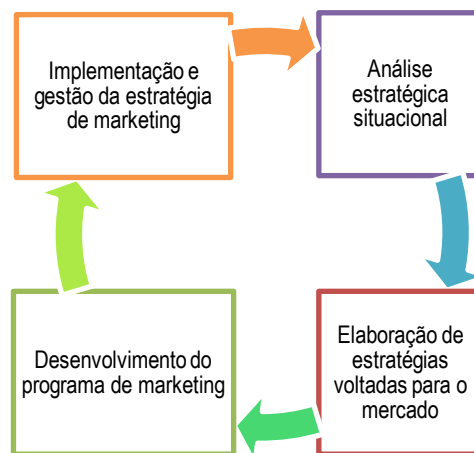 Implementação e
gestão da estratégia
de marketing
Análise
estratégica
situacional
Desenvolvimento do
programa de marketing
Elaboração de
estratégias
voltadas para o
mercado